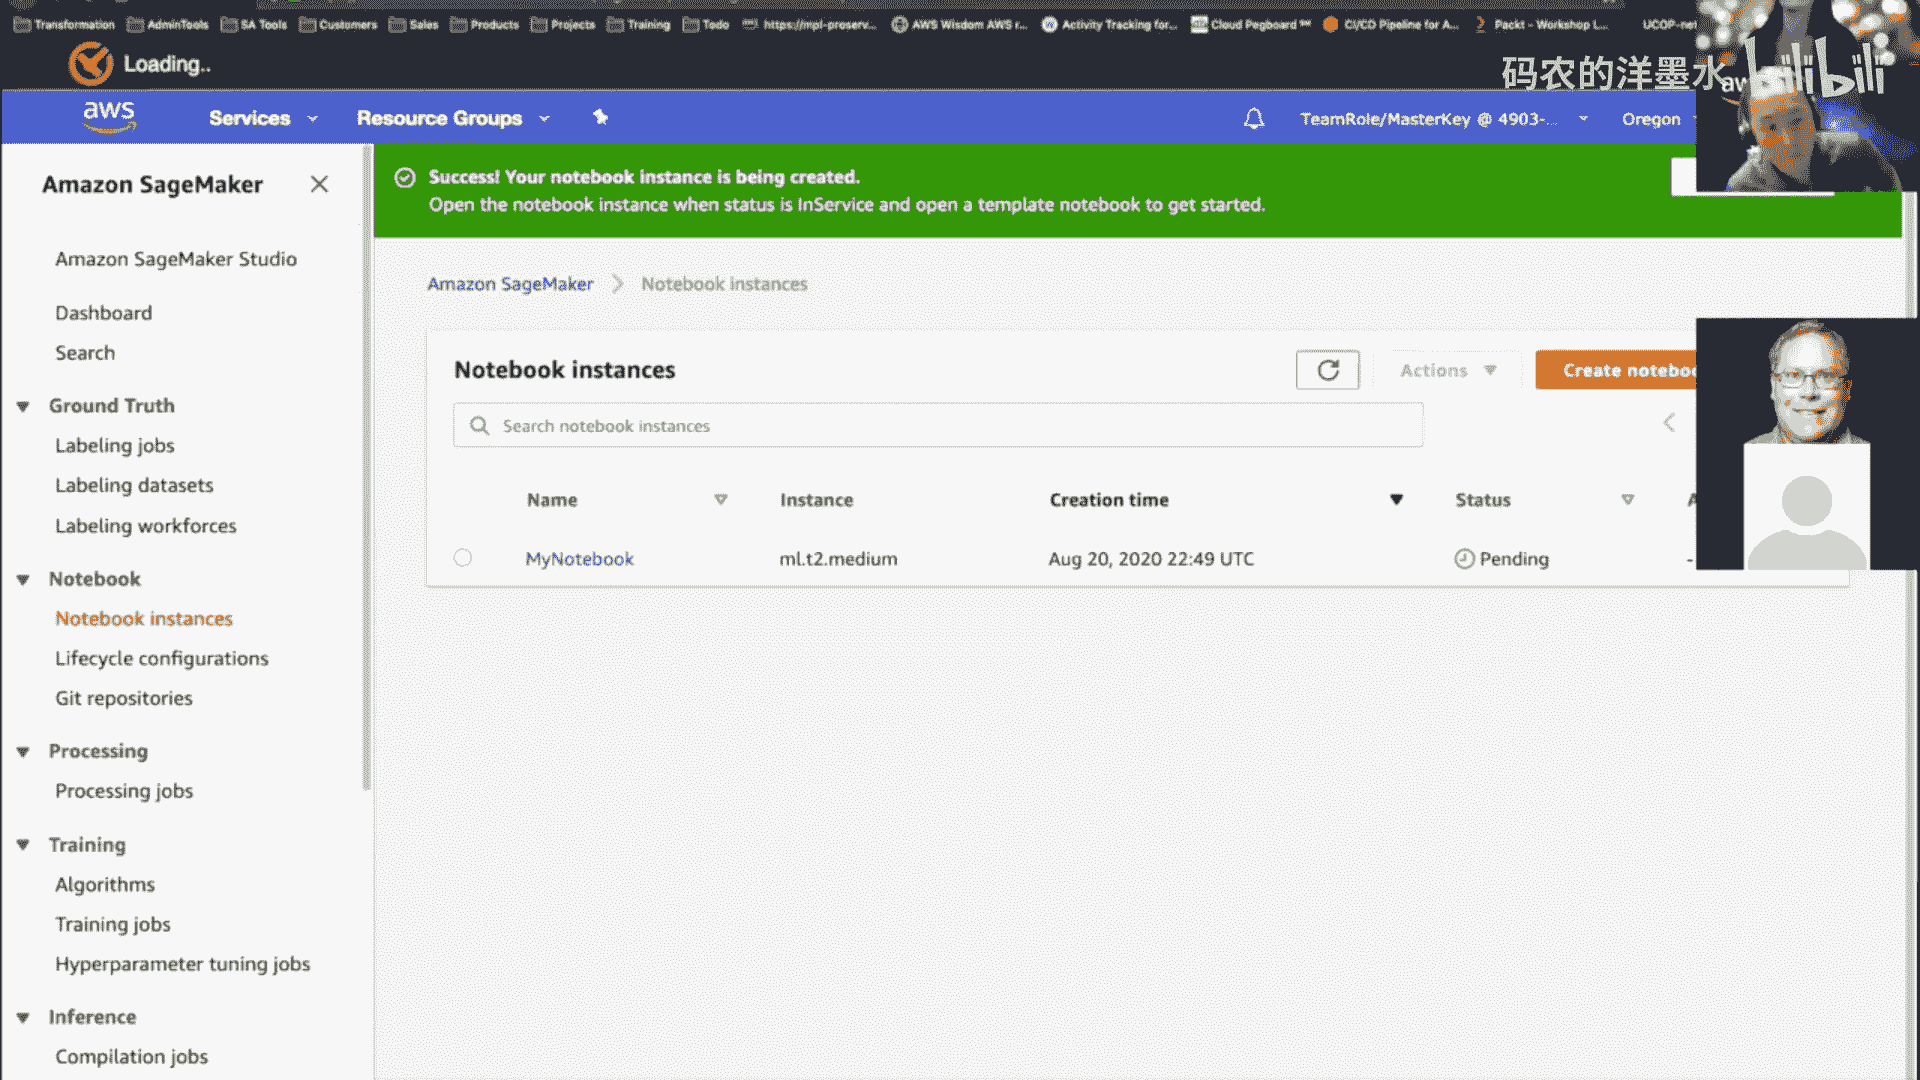 Transformation AdminTools SA Tools Customers Sales Products Projects Training Todo https://mpl-proserv... AWS Wisdom AWS r... Activity Tracking for... Cloud Pegboard℠ CI/CD Pipeline for A... Packt - Workshop L... UCOP-net
Loading..
码农的洋墨水
bilibili
aws
Services
Resource Groups
TeamRole/MasterKey @ 4903-...
Oregon
Amazon SageMaker
Success! Your notebook instance is being created.
Open the notebook instance when status is InService and open a template notebook to get started.
Amazon SageMaker Studio
Dashboard
Search
Ground Truth
Labeling jobs
Labeling datasets
Labeling workforces
Notebook
Notebook instances
Lifecycle configurations
Git repositories
Processing
Processing jobs
Training
Algorithms
Training jobs
Hyperparameter tuning jobs
Inference
Compilation jobs
Amazon SageMaker > Notebook instances
Notebook instances
Actions
Create noteboo
Search notebook instances
Name Instance Creation time Status
MyNotebook ml.t2.medium Aug 20, 2020 22:49 UTC Pending -